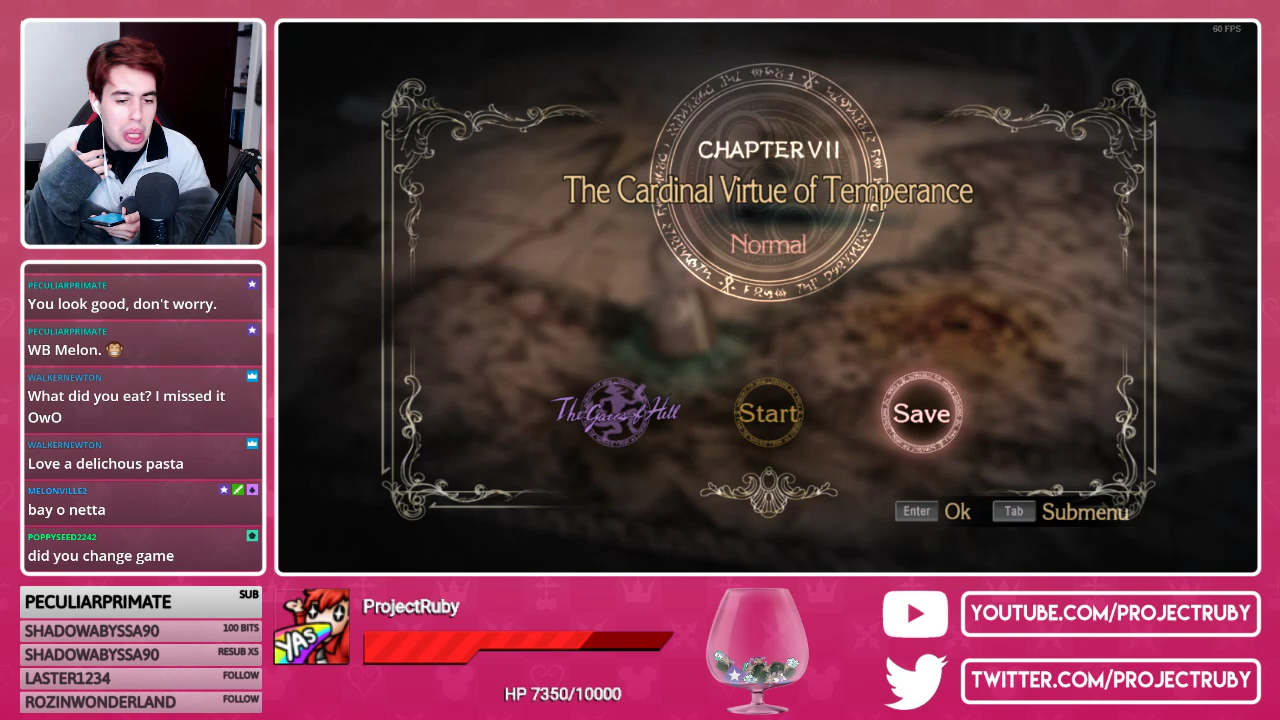 60 FPS
CHAPTER VII
The Cardinal Virtue of Temperance
Normal
The Gates of Hell
Start
Save
Enter Ok Tab Submenu
PECULIARPRIMATE
You look good, don't worry.
PECULIARPRIMATE
WB Melon. 🐵
WALKERNEWTON
What did you eat? I missed it
OwO
WALKERNEWTON
Love a delichous pasta
MELONVILLE2
bay o netta
POPPYSEED2242
did you change game
PECULIARPRIMATE SUB
SHADOWABYSSA90 100 BITS
SHADOWABYSSA90 RESUB X5
LASTER1234 FOLLOW
ROZINWONDERLAND FOLLOW
YAS
ProjectRuby
HP 7350/10000
YOUTUBE.COM/PROJECTRUBY
TWITTER.COM/PROJECTRUBY